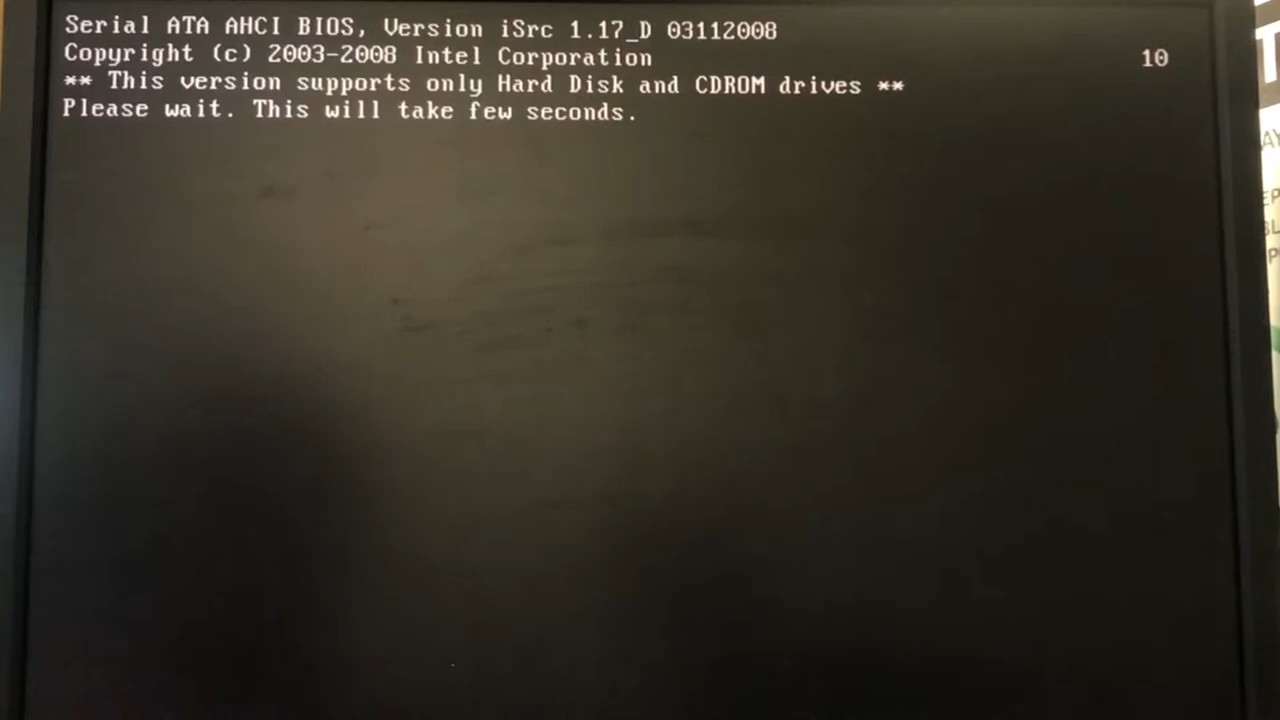 Serial ATA AHCI BIOS, Version iSrc 1.17_D 03112008
Copyright (c) 2003-2008 Intel Corporation
10
** This version supports only Hard Disk and CDROM drives **
Please wait. This will take few seconds.